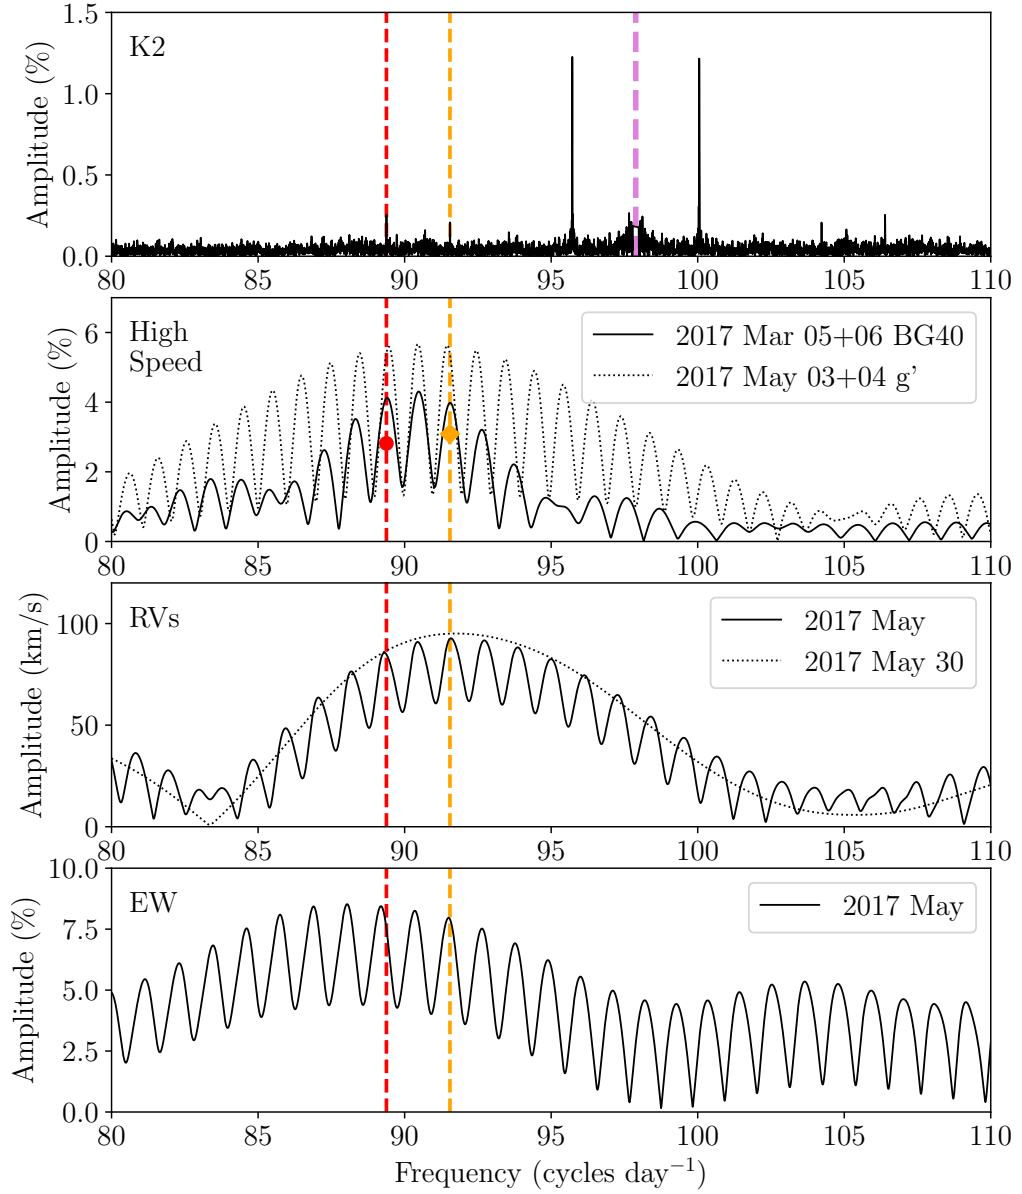 1.5
1.0
0.5
0.0
Amplitude (%)
K2
80 85 90 95 100 105 110
6
4
2
0
Amplitude (%)
High
Speed
2017 Mar 05+06 BG40
2017 May 03+04 g'
80 85 90 95 100 105 110
100
50
0
Amplitude (km/s)
RVs
2017 May
2017 May 30
80 85 90 95 100 105 110
10.0
7.5
5.0
2.5
0.0
Amplitude (%)
EW
2017 May
80 85 90 95 100 105 110
Frequency (cycles day⁻¹)